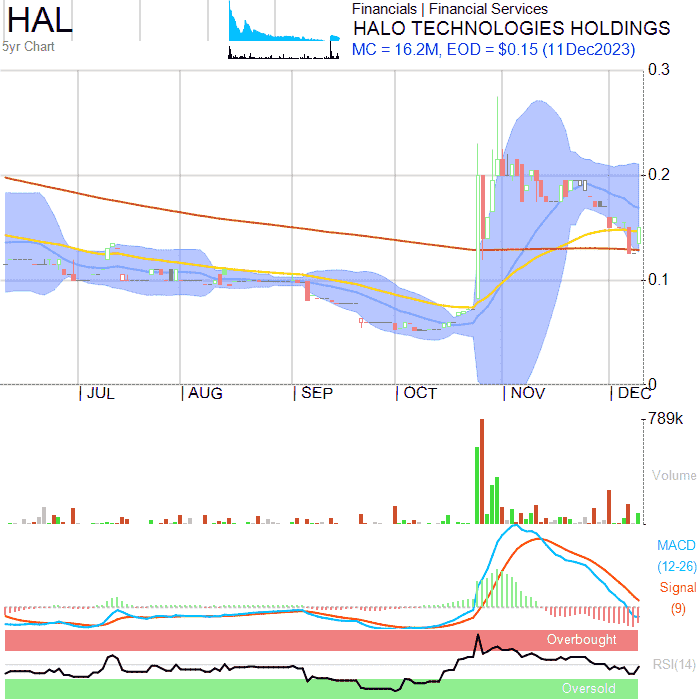 HAL
5yr Chart
Financials | Financial Services
HALO TECHNOLOGIES HOLDINGS
MC = 16.2M, EOD = $0.15 (11Dec2023)
0.3
0.2
0.1
0
JUL
AUG
SEP
OCT
NOV
DEC
789k
Volume
MACD
(12-26)
Signal
(9)
Overbought
RSI(14)
Oversold